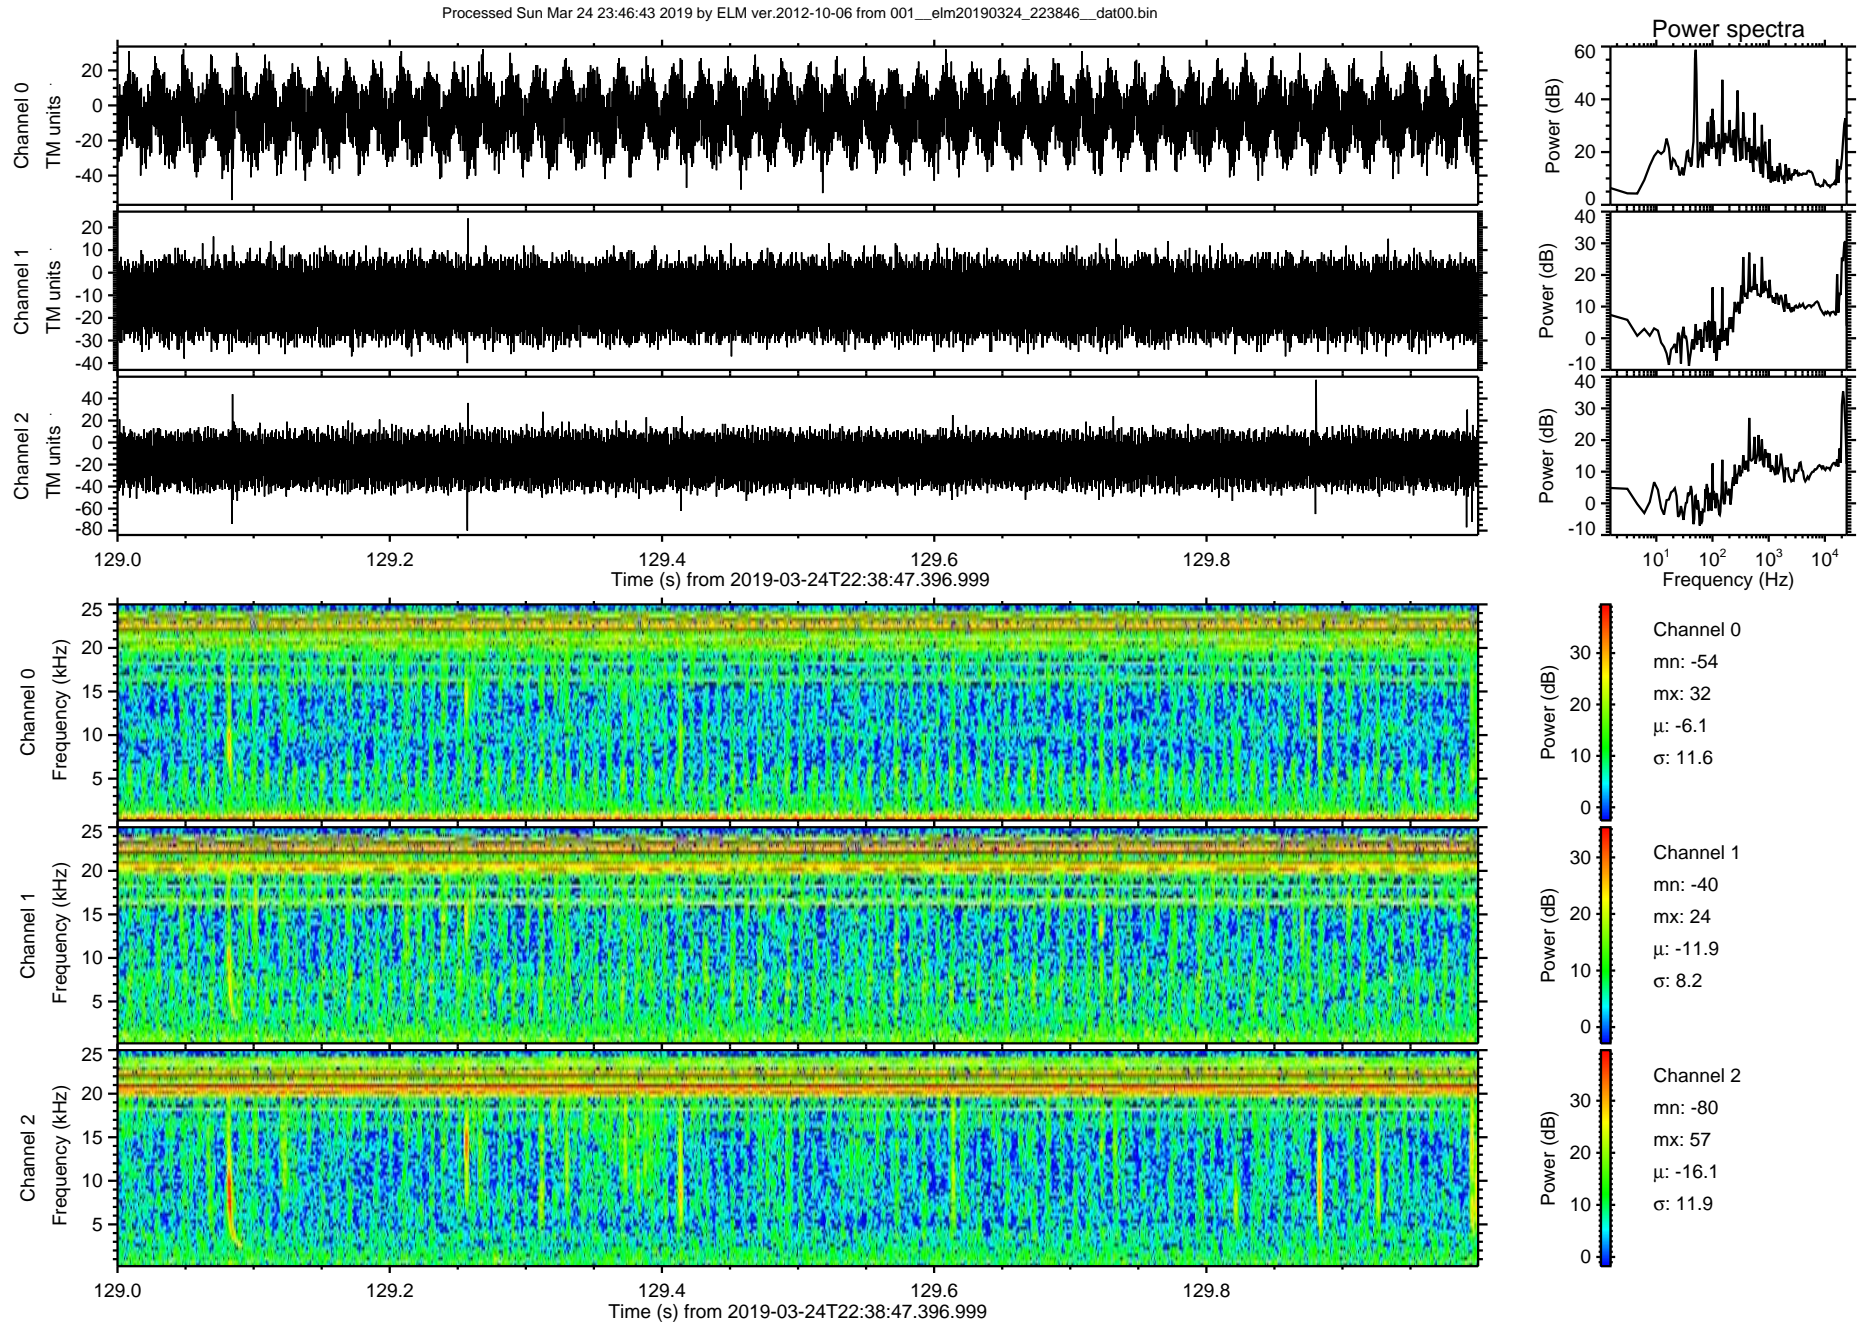 Processed Sun Mar 24 23:46:43 2019 by ELM ver.2012-10-06 from 001__elm20190324_223846__dat00.bin
Power spectra
Channel 0
TM units
20
0
-20
-40
Power (dB)
60
40
20
0
Channel 1
TM units
20
10
0
-10
-20
-30
-40
Power (dB)
40
30
20
10
0
-10
Channel 2
TM units
40
20
0
-20
-40
-60
-80
Power (dB)
40
30
20
10
0
-10
129.0 129.2 129.4 129.6 129.8
Time (s) from 2019-03-24T22:38:47.396.999
10¹ 10² 10³ 10⁴
Frequency (Hz)
Channel 0
Frequency (kHz)
25
20
15
10
5
Power (dB)
30
20
10
0
Channel 0
mn: -54
mx: 32
μ: -6.1
σ: 11.6
Channel 1
Frequency (kHz)
25
20
15
10
5
Power (dB)
30
20
10
0
Channel 1
mn: -40
mx: 24
μ: -11.9
σ: 8.2
Channel 2
Frequency (kHz)
25
20
15
10
5
Power (dB)
30
20
10
0
Channel 2
mn: -80
mx: 57
μ: -16.1
σ: 11.9
129.0 129.2 129.4 129.6 129.8
Time (s) from 2019-03-24T22:38:47.396.999